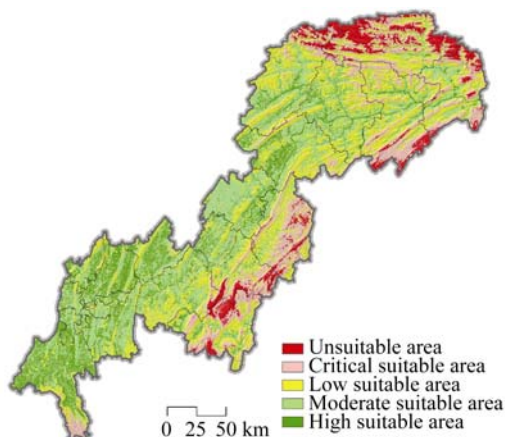 Unsuitable area
Critical suitable area
Low suitable area
Moderate suitable area
High suitable area
0 25 50 km